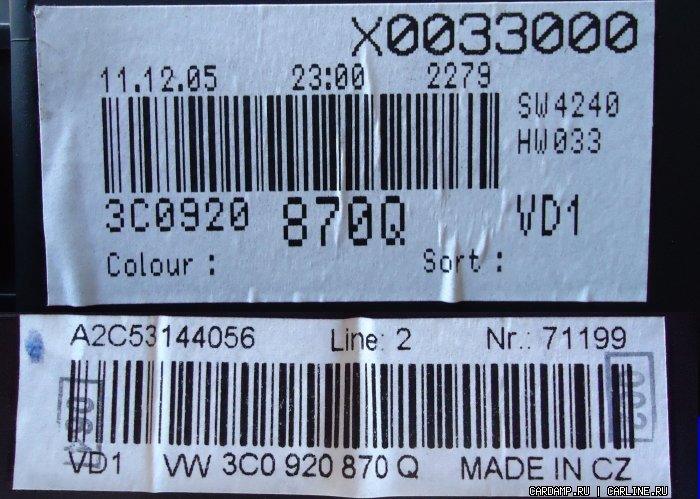 X0033000
11.12.05 23:00 2279
SW4240
HW033
3C0920 870Q VD1
Colour : Sort :
A2C53144056 Line: 2 Nr.: 71199
VD1 VW 3C0 920 870 Q MADE IN CZ
CARDAMP.RU | CARLINE.RU